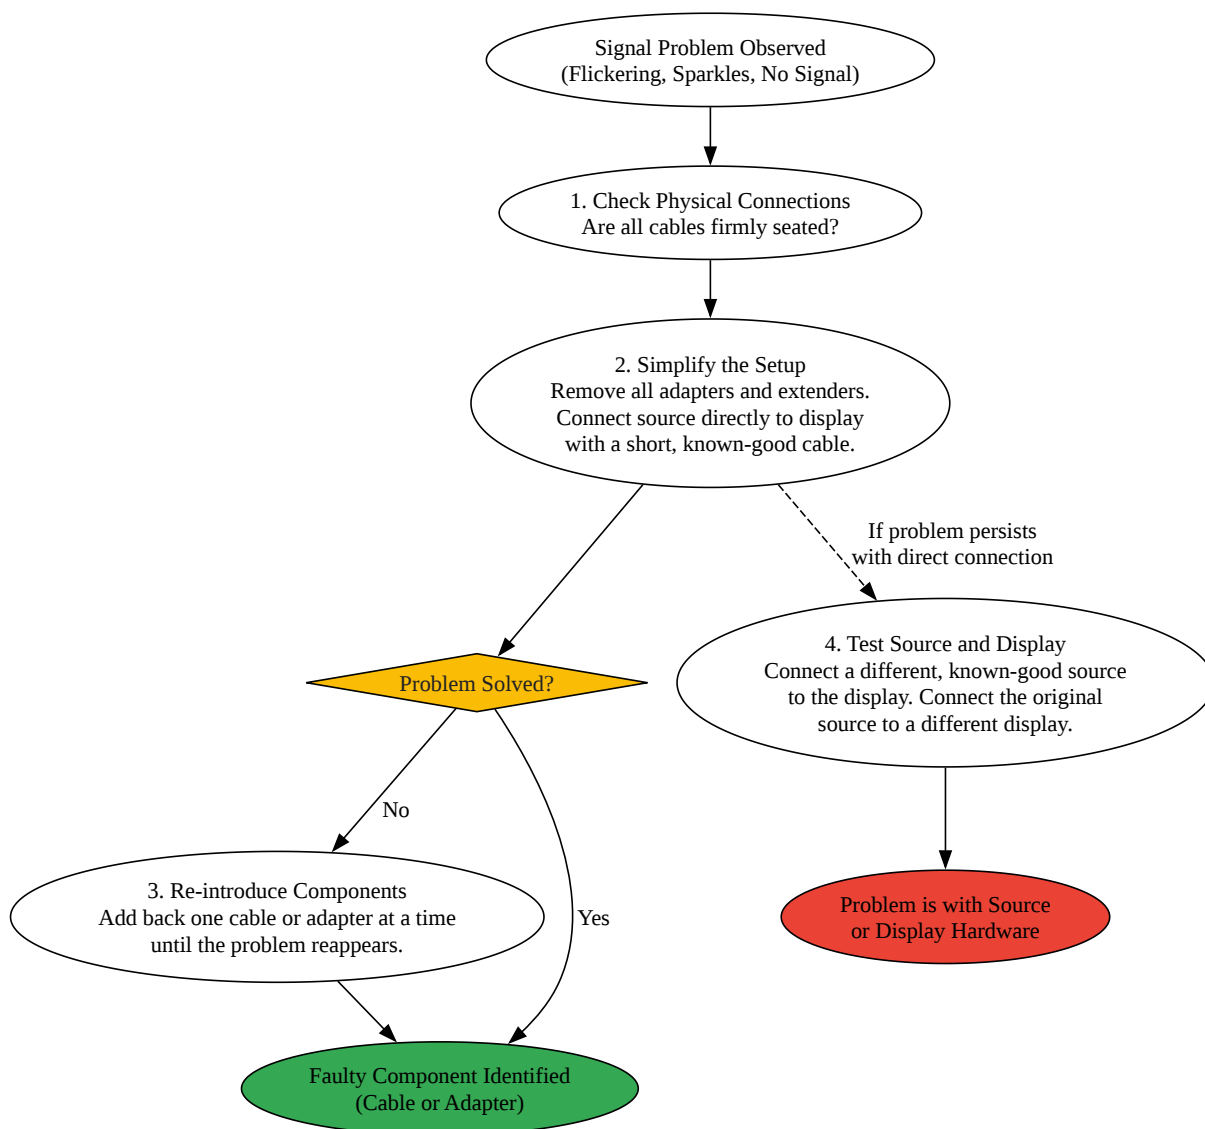 Signal Problem Observed
(Flickering, Sparkles, No Signal)
1. Check Physical Connections
Are all cables firmly seated?
2. Simplify the Setup
Remove all adapters and extenders.
Connect source directly to display
with a short, known-good cable.
If problem persists
with direct connection
Problem Solved?
4. Test Source and Display
Connect a different, known-good source
to the display. Connect the original
source to a different display.
No
3. Re-introduce Components
Add back one cable or adapter at a time
until the problem reappears.
Yes
Problem is with Source
or Display Hardware
Faulty Component Identified
(Cable or Adapter)